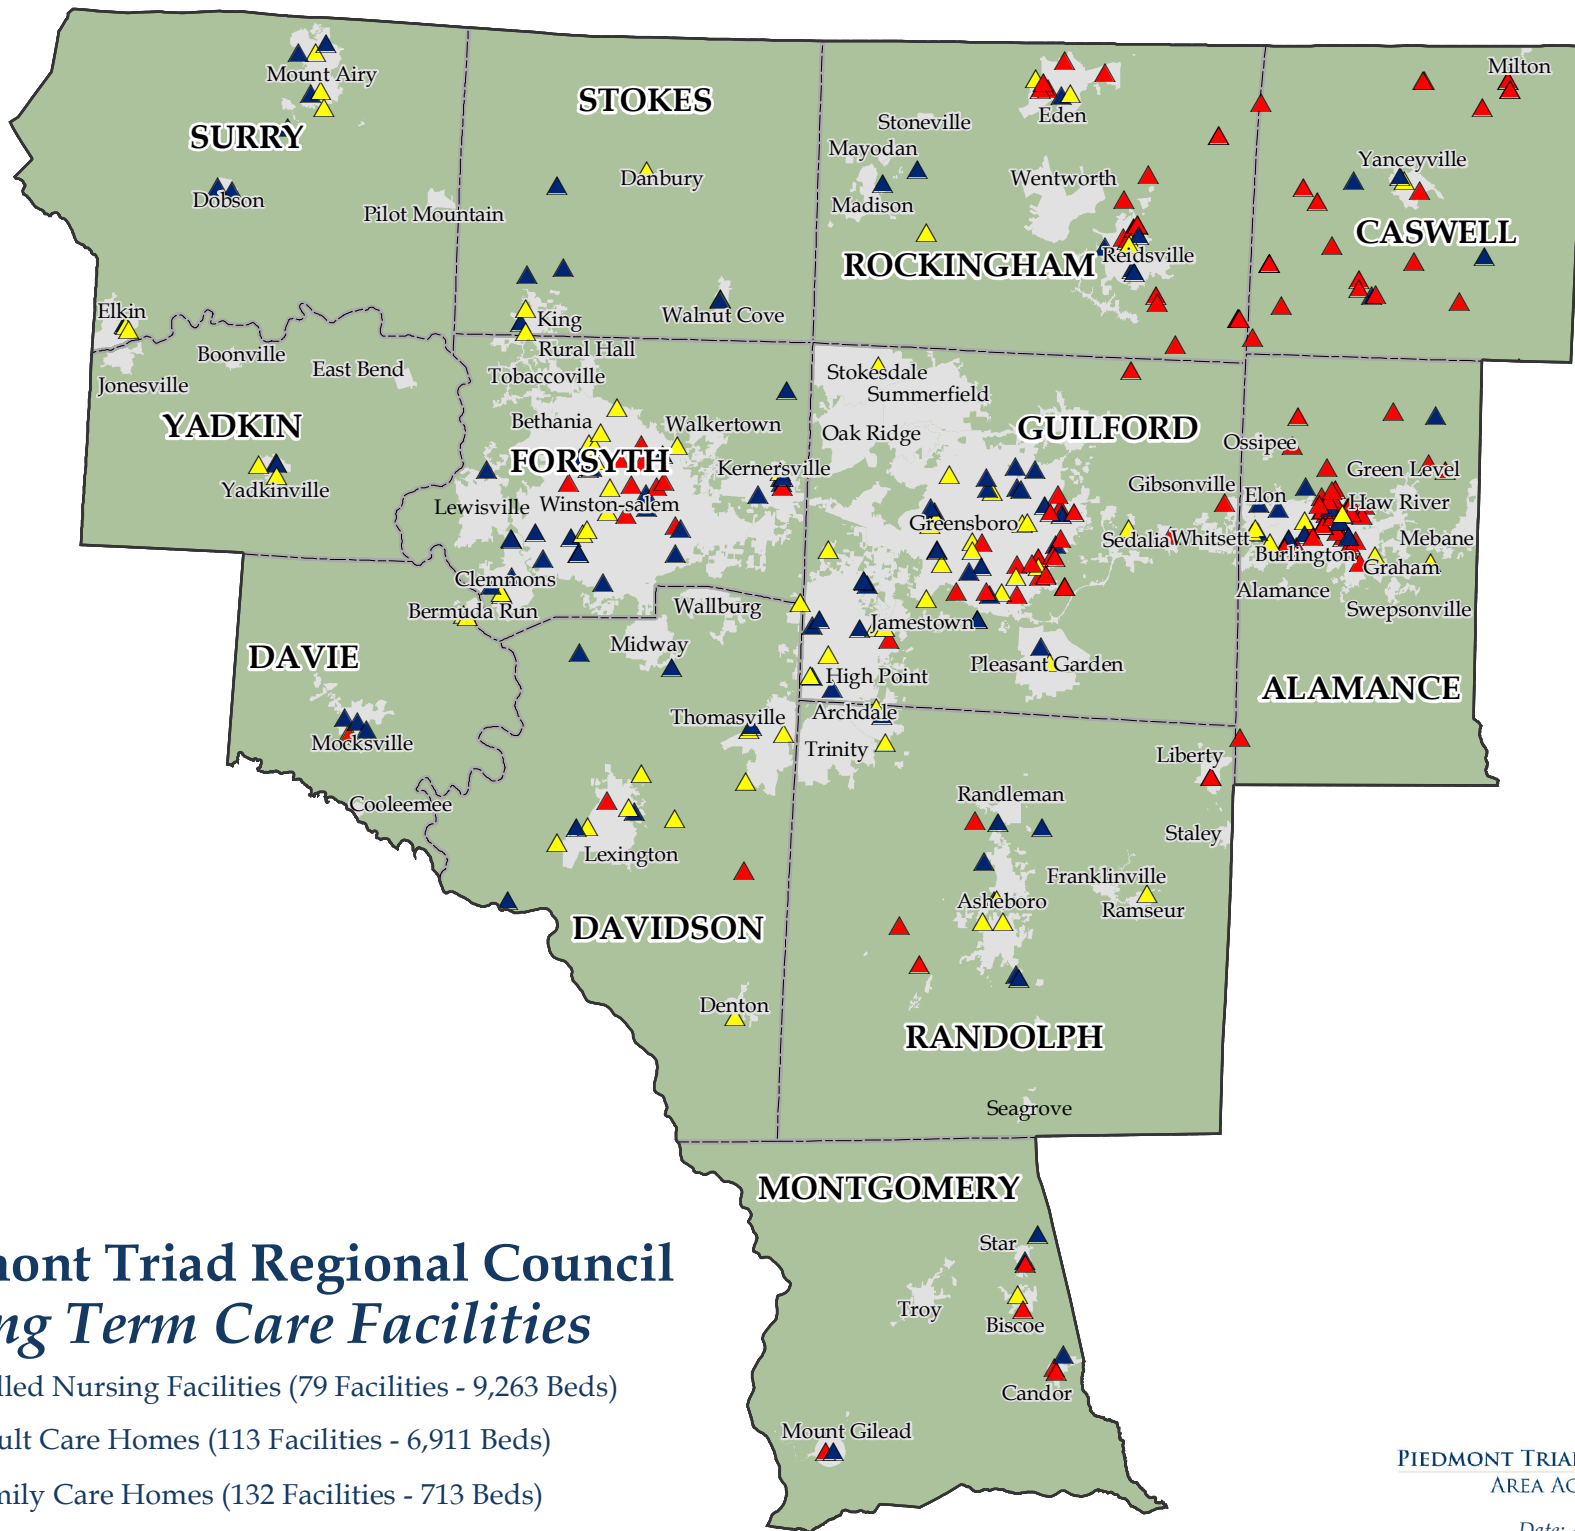 Mount Airy
SURRY
Dobson
Pilot Mountain
Elkin
STOKES
Danbury
King
Walnut Cove
Stoneville
Mayodan
Madison
Eden
Wentworth
ROCKINGHAM
Reidsville
Milton
Yanceyville
CASWELL
Boonville
East Bend
Jonesville
YADKIN
Yadkinville
Rural Hall
Tobaccoville
Bethania
Walkertown
FORSYTH
Kernersville
Lewisville
Winston-salem
Clemmons
Bermuda Run
Stokesdale
Summerfield
Oak Ridge
GUILFORD
Greensboro
Gibsonville
Sedalia
Whitsett
Jamestown
Pleasant Garden
High Point
Ossipee
Green Level
Elon
Haw River
Burlington
Mebane
Graham
Alamance
Swepsonville
ALAMANCE
DAVIE
Mocksville
Cooleemee
Wallburg
Midway
Thomasville
Lexington
DAVIDSON
Denton
Archdale
Trinity
Liberty
Randleman
Staley
Franklinville
Asheboro
Ramseur
RANDOLPH
Seagrove
MONTGOMERY
Star
Troy
Biscoe
Candor
Mount Gilead
mont Triad Regional Council
ng Term Care Facilities
lled Nursing Facilities (79 Facilities - 9,263 Beds)
ult Care Homes (113 Facilities - 6,911 Beds)
mily Care Homes (132 Facilities - 713 Beds)
PIEDMONT TRIA
AREA AG
Date: